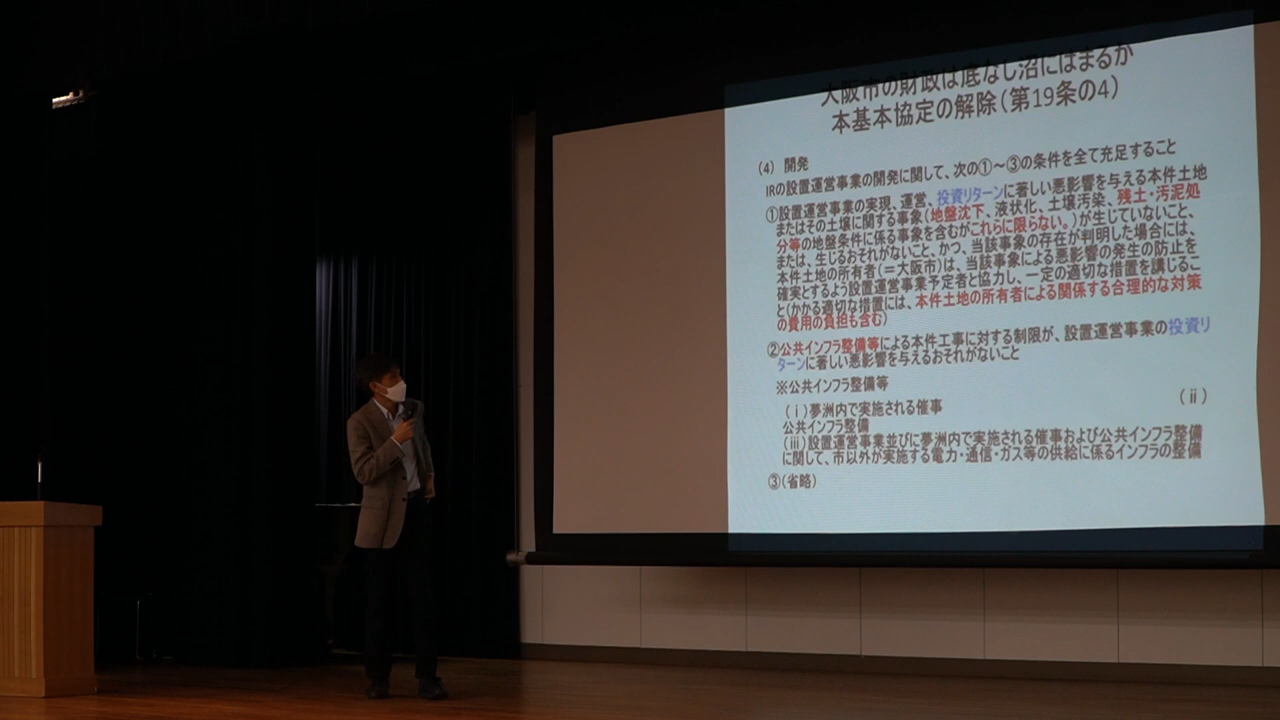 大阪市の財政は底なし沼にはまるか
本基本協定の解除(第19条の4)
(4) 開発
IRの設置運営事業の開発に関して、次の①~③の条件を全て充足すること
①設置運営事業の実現、運営、投資リターンに著しい悪影響を与える本件土地
またはその土壌に関する事象(地盤沈下、液状化、土壌汚染、残土・汚泥処
分等の地盤条件に係る事象を含むがこれらに限らない。)が生じていないこと、
または、生じるおそれがないこと、かつ、当該事象の存在が判明した場合には、
本件土地の所有者(=大阪市)は、当該事象による悪影響の発生の防止を
確実とするよう設置運営事業予定者と協力し、一定の適切な措置を講じるこ
と(かかる適切な措置には、本件土地の所有者による関係する合理的な対策
の費用の負担も含む)
②公共インフラ整備等による本件工事に対する制限が、設置運営事業の投資リ
ターンに著しい悪影響を与えるおそれがないこと
※公共インフラ整備等
(ⅰ)夢洲内で実施される催事 (ⅱ)
公共インフラ整備
(ⅲ)設置運営事業並びに夢洲内で実施される催事および公共インフラ整備
に関して、市以外が実施する電力・通信・ガス等の供給に係るインフラの整備
③(省略)